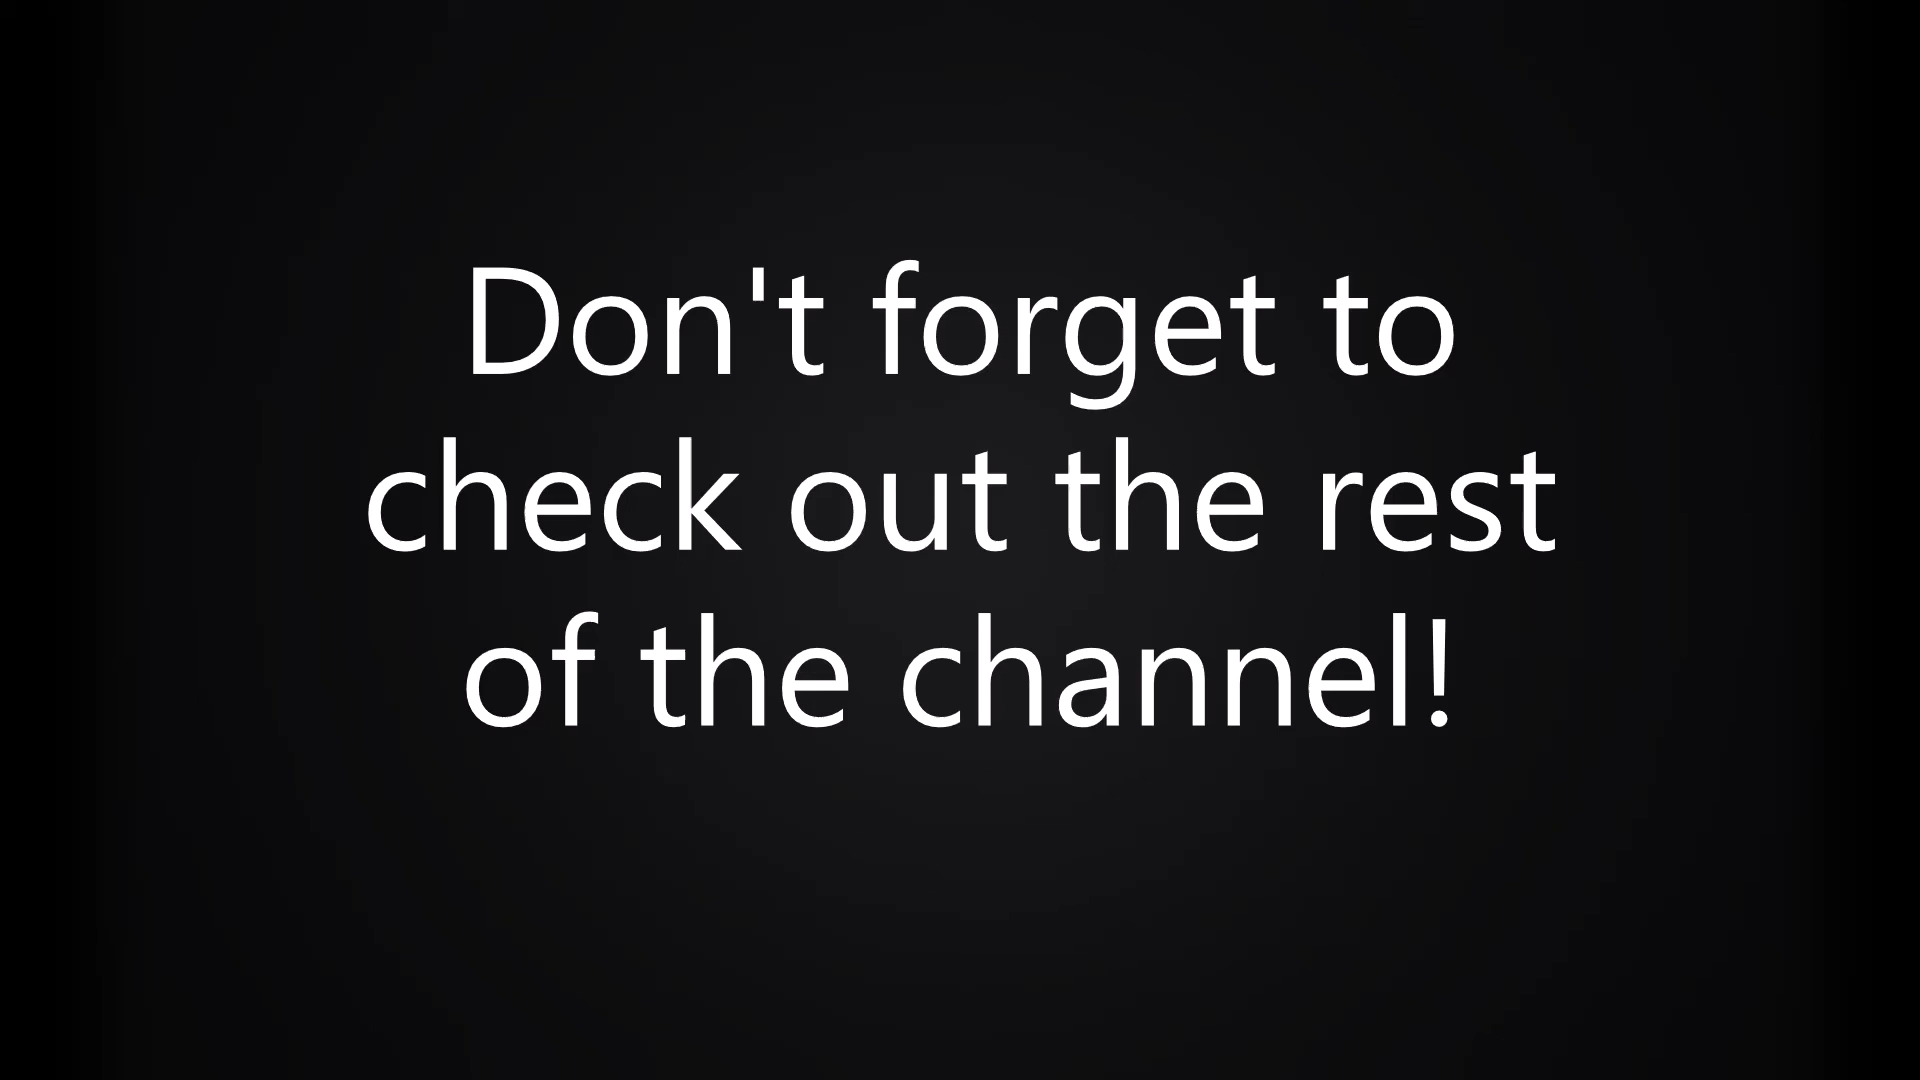 Don't forget to
check out the rest
of the channel!